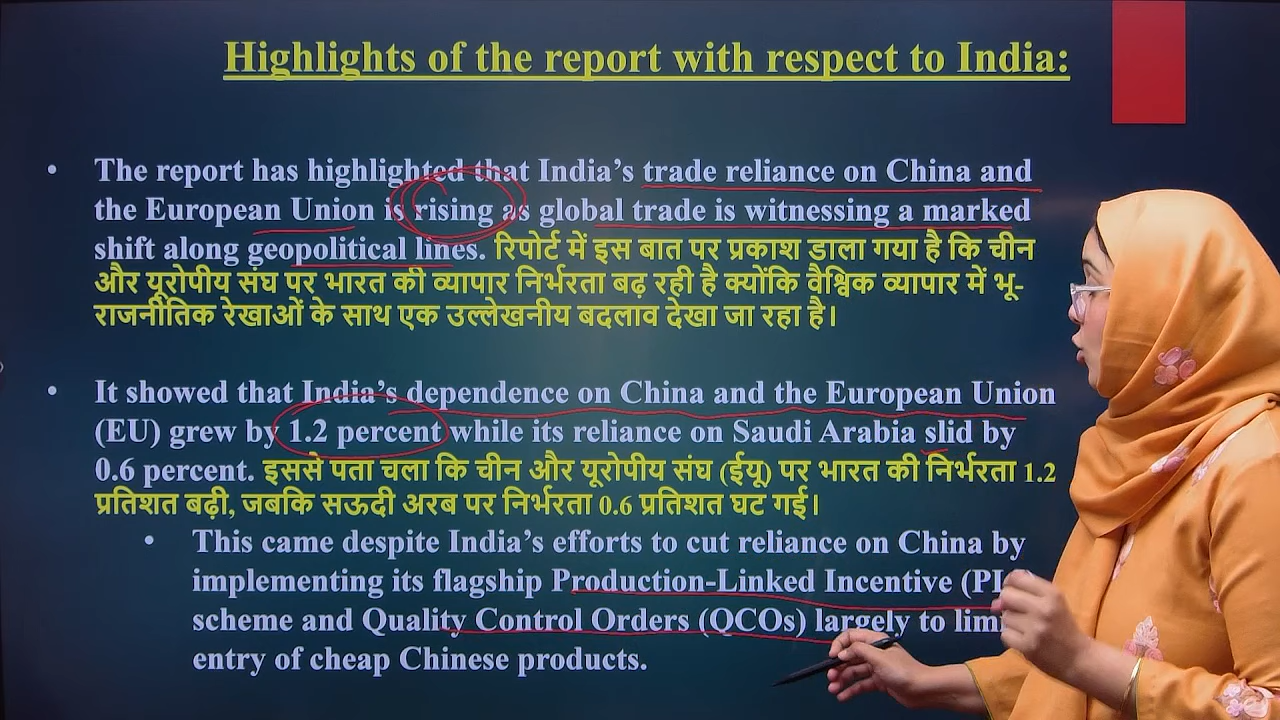 Highlights of the report with respect to India:
• The report has highlighted that India’s trade reliance on China and
the European Union is rising as global trade is witnessing a marked
shift along geopolitical lines. रिपोर्ट में इस बात पर प्रकाश डाला गया है कि चीन
और यूरोपीय संघ पर भारत की व्यापार निर्भरता बढ़ रही है क्योंकि वैश्विक व्यापार में भू-
राजनीतिक रेखाओं के साथ एक उल्लेखनीय बदलाव देखा जा रहा है।
• It showed that India’s dependence on China and the European Union
(EU) grew by 1.2 percent while its reliance on Saudi Arabia slid by
0.6 percent. इससे पता चला कि चीन और यूरोपीय संघ (ईयू) पर भारत की निर्भरता 1.2
प्रतिशत बढ़ी, जबकि सऊदी अरब पर निर्भरता 0.6 प्रतिशत घट गई।
• This came despite India’s efforts to cut reliance on China by
implementing its flagship Production-Linked Incentive
scheme and Quality Control Orders (QCOs) largely to
entry of cheap Chinese products.